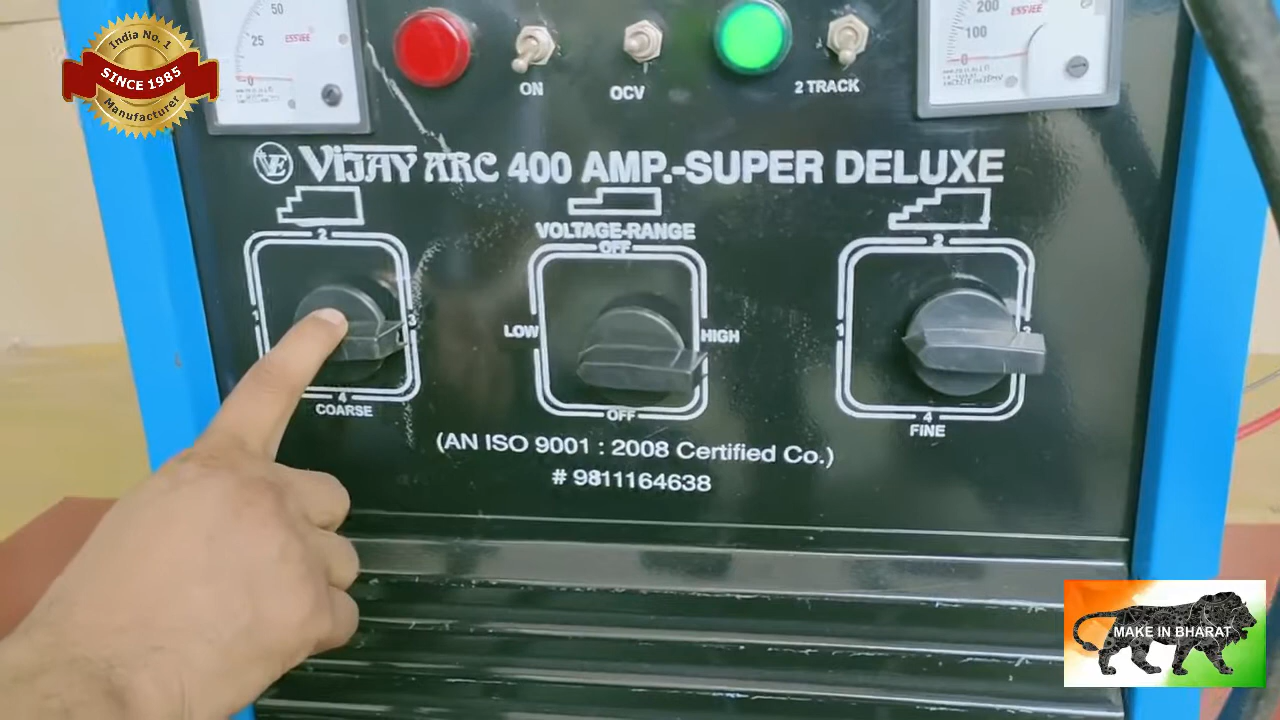 India No. 1
SINCE 1985
Manufacturer
50
25
ESSVEE
0
ON
OCV
2 TRACK
200
100
ESSVEE
VE VIJAY ARC 400 AMP.-SUPER DELUXE
2
1
3
4
COARSE
VOLTAGE-RANGE
OFF
LOW
HIGH
OFF
2
1
3
4
FINE
(AN ISO 9001 : 2008 Certified Co.)
# 9811164638
MAKE IN BHARAT